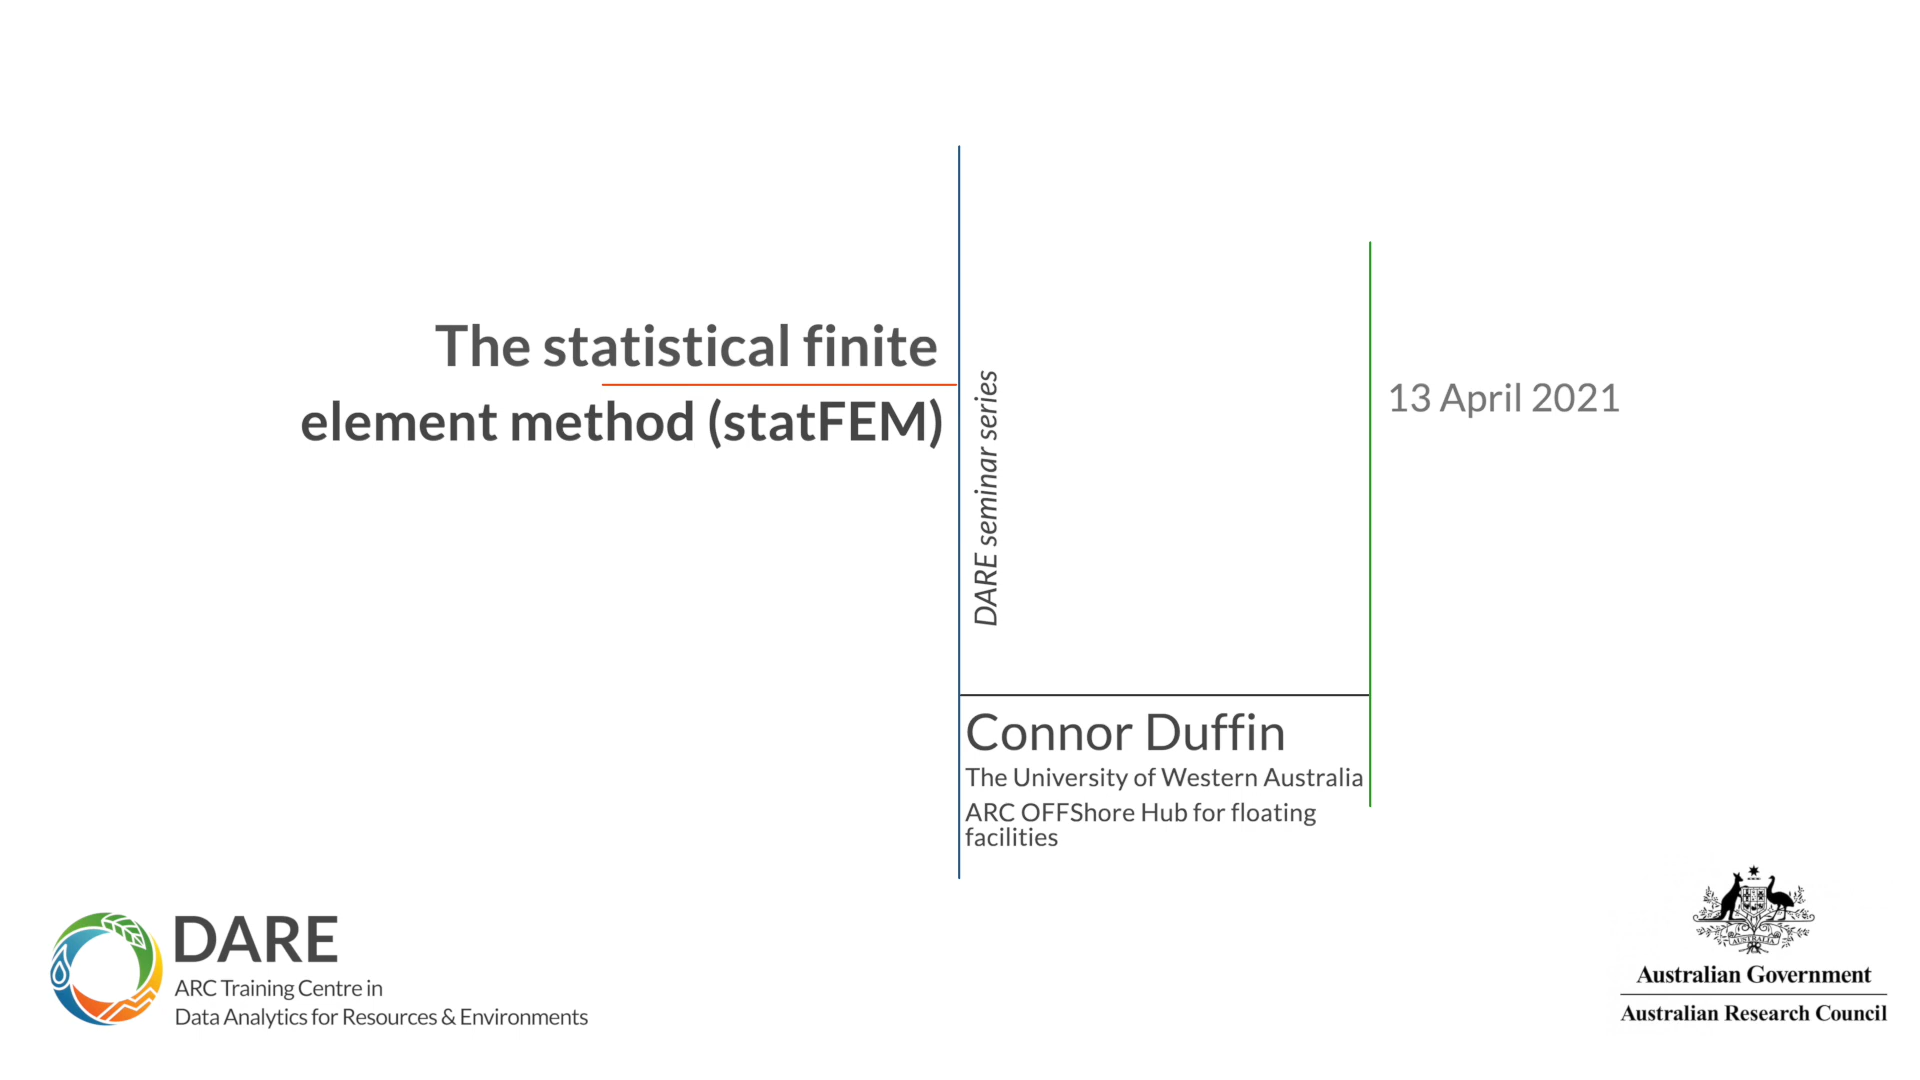 The statistical finite
element method (statFEM)
DARE seminar series
13 April 2021
Connor Duffin
The University of Western Australia
ARC OFFShore Hub for floating
facilities
DARE
ARC Training Centre in
Data Analytics for Resources & Environments
AUSTRALIA
Australian Government
Australian Research Council